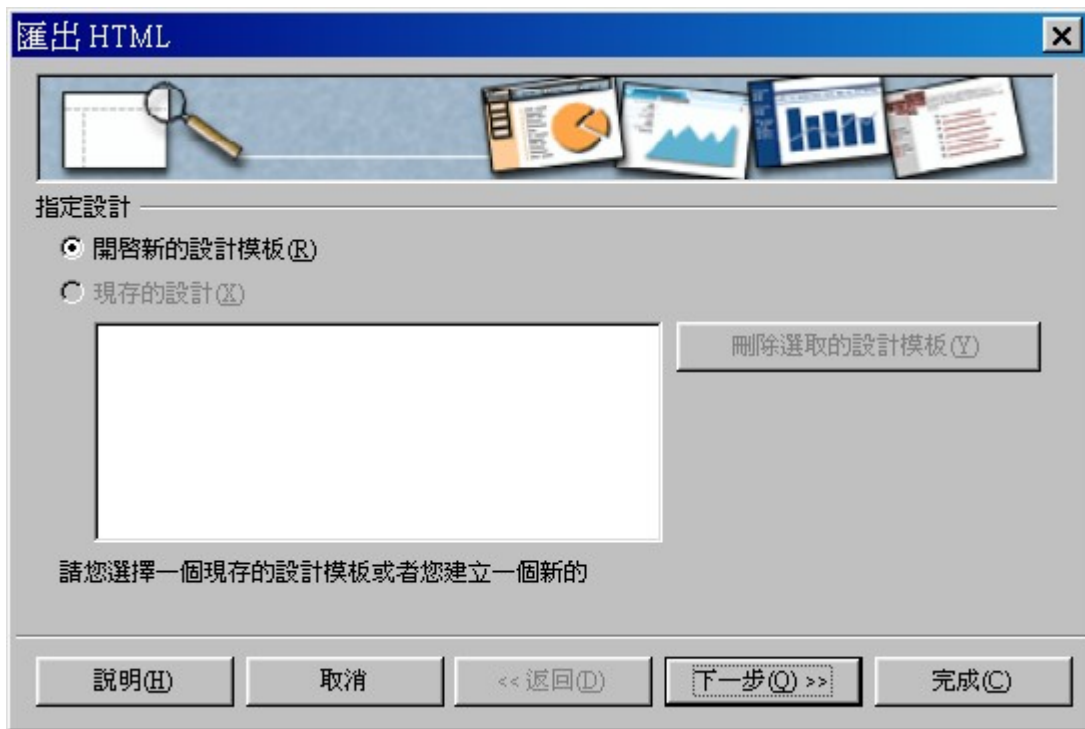 匯出 HTML
指定設計
開啓新的設計模板(R)
現存的設計(X)
刪除選取的設計模板(Y)
請您選擇一個現存的設計模板或者您建立一個新的
說明(H)
取消
<< 返回(D)
下一步(Q) >>
完成(C)